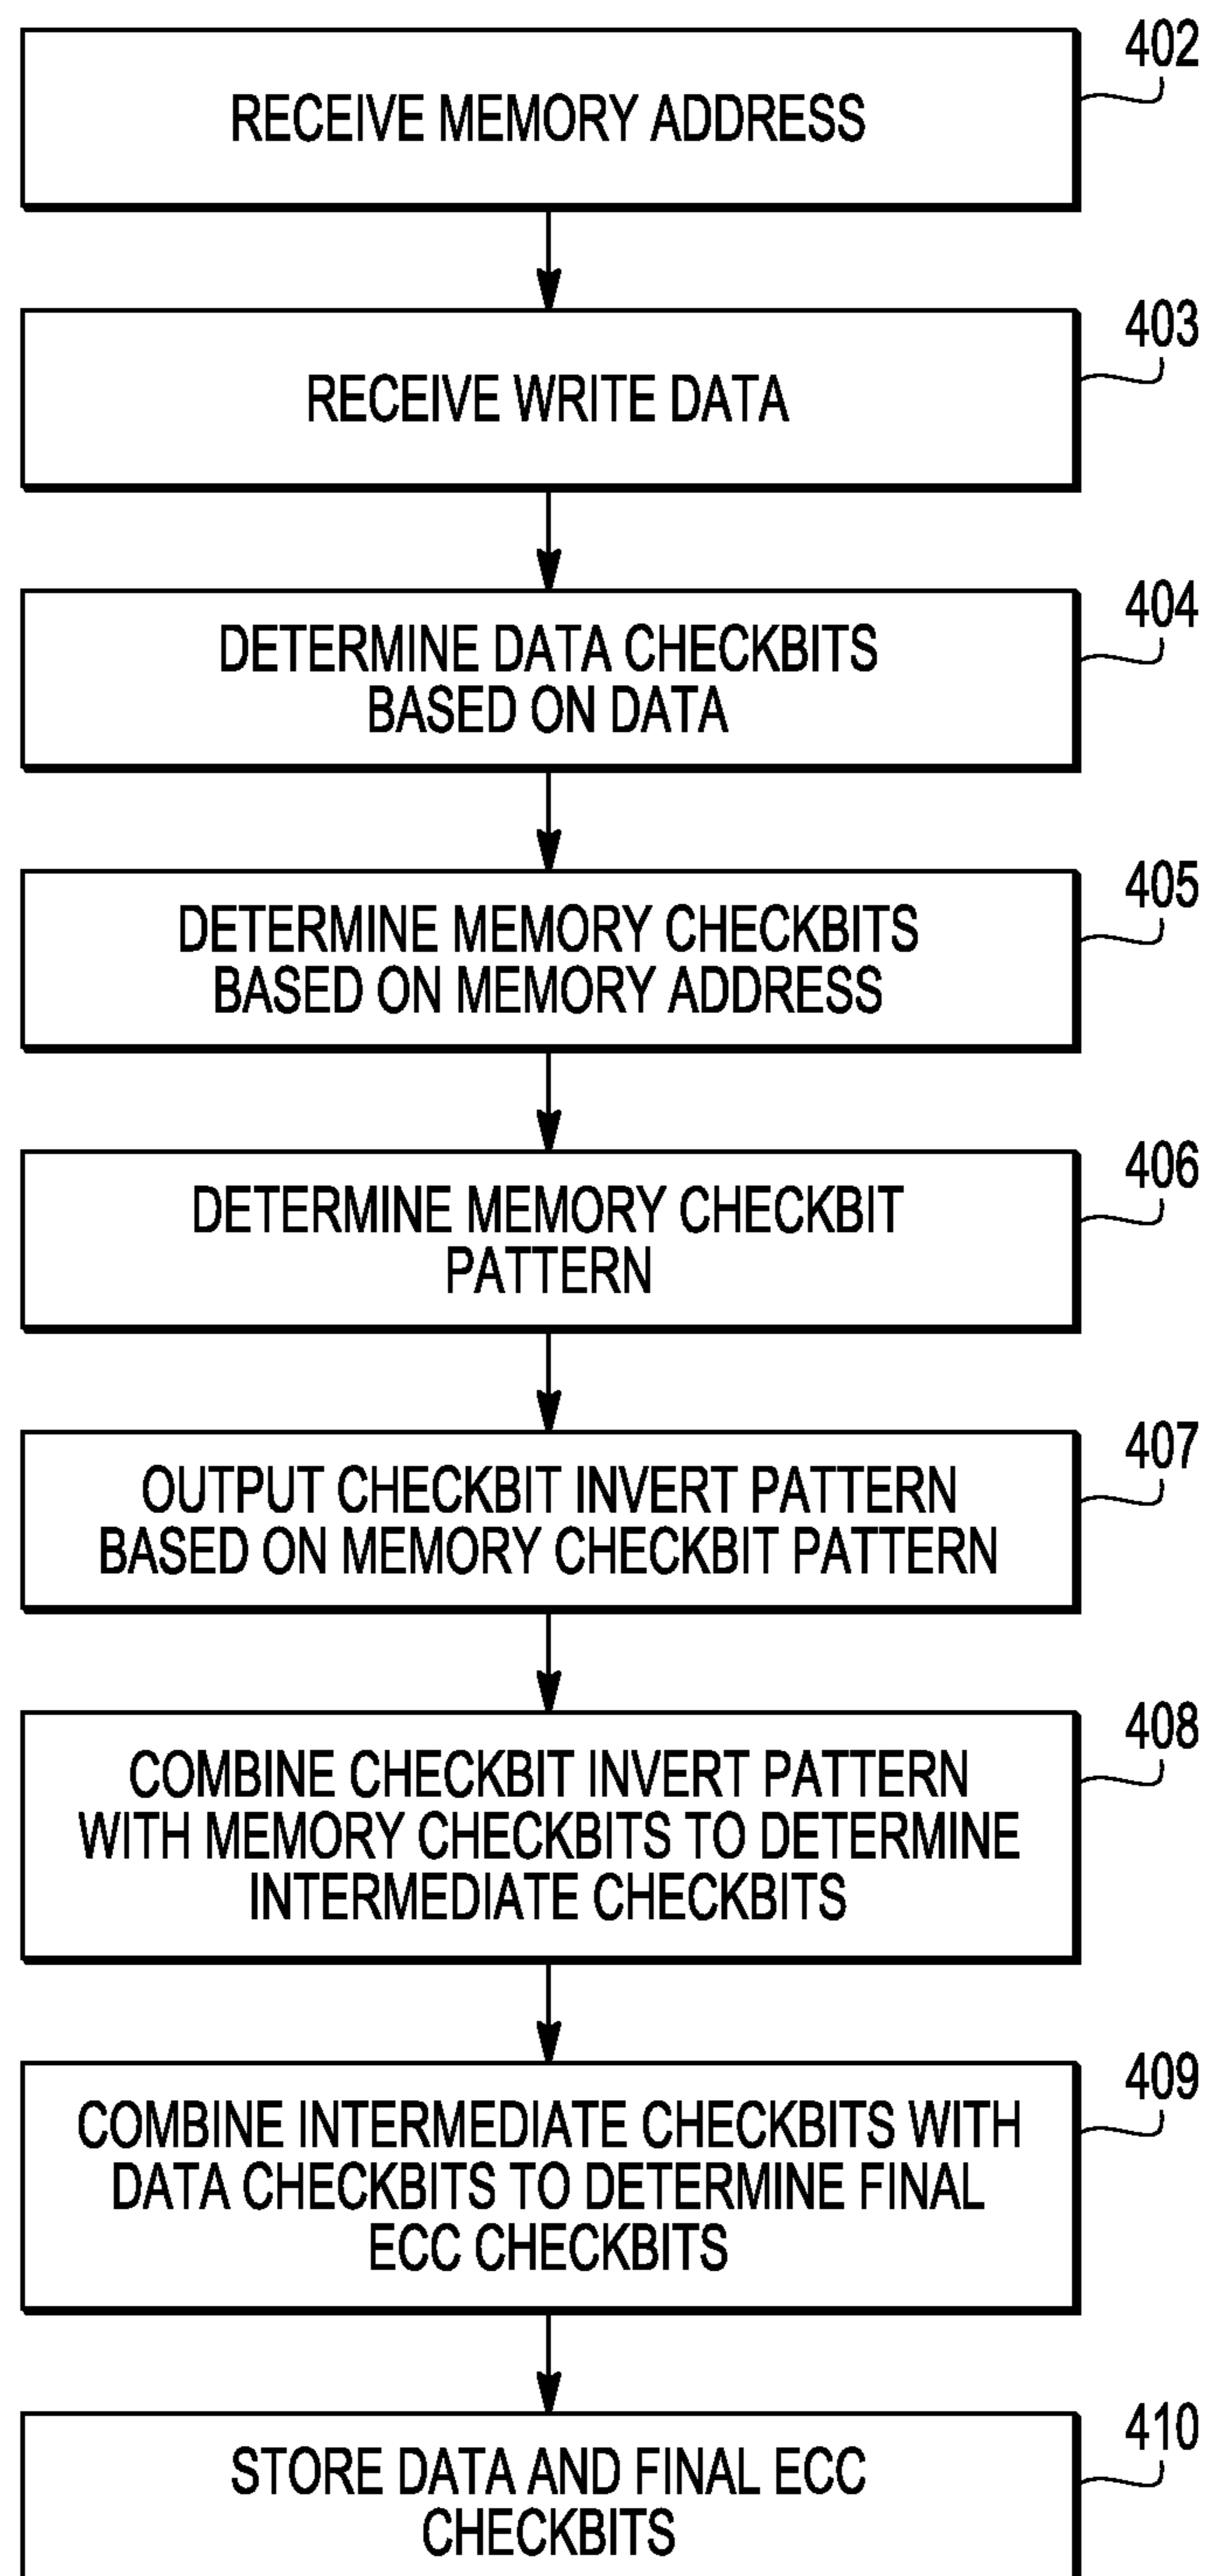 402
RECEIVE MEMORY ADDRESS
403
RECEIVE WRITE DATA
404
DETERMINE DATA CHECKBITS
BASED ON DATA
405
DETERMINE MEMORY CHECKBITS
BASED ON MEMORY ADDRESS
406
DETERMINE MEMORY CHECKBIT
PATTERN
407
OUTPUT CHECKBIT INVERT PATTERN
BASED ON MEMORY CHECKBIT PATTERN
408
COMBINE CHECKBIT INVERT PATTERN
WITH MEMORY CHECKBITS TO DETERMINE
INTERMEDIATE CHECKBITS
409
COMBINE INTERMEDIATE CHECKBITS WITH
DATA CHECKBITS TO DETERMINE FINAL
ECC CHECKBITS
410
STORE DATA AND FINAL ECC
CHECKBITS